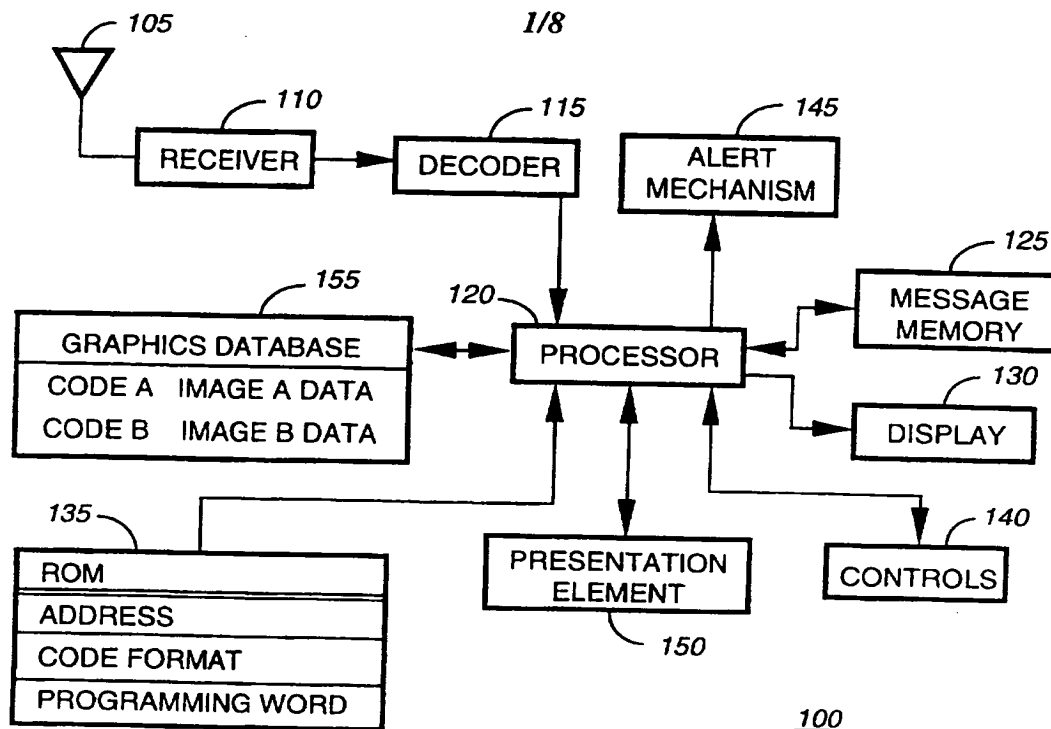 105
1/8
110
115
145
RECEIVER
DECODER
ALERT
MECHANISM
125
MESSAGE
MEMORY
155
120
GRAPHICS DATABASE
CODE A IMAGE A DATA
CODE B IMAGE B DATA
PROCESSOR
130
DISPLAY
135
ROM
ADDRESS
CODE FORMAT
PROGRAMMING WORD
PRESENTATION
ELEMENT
150
140
CONTROLS
100